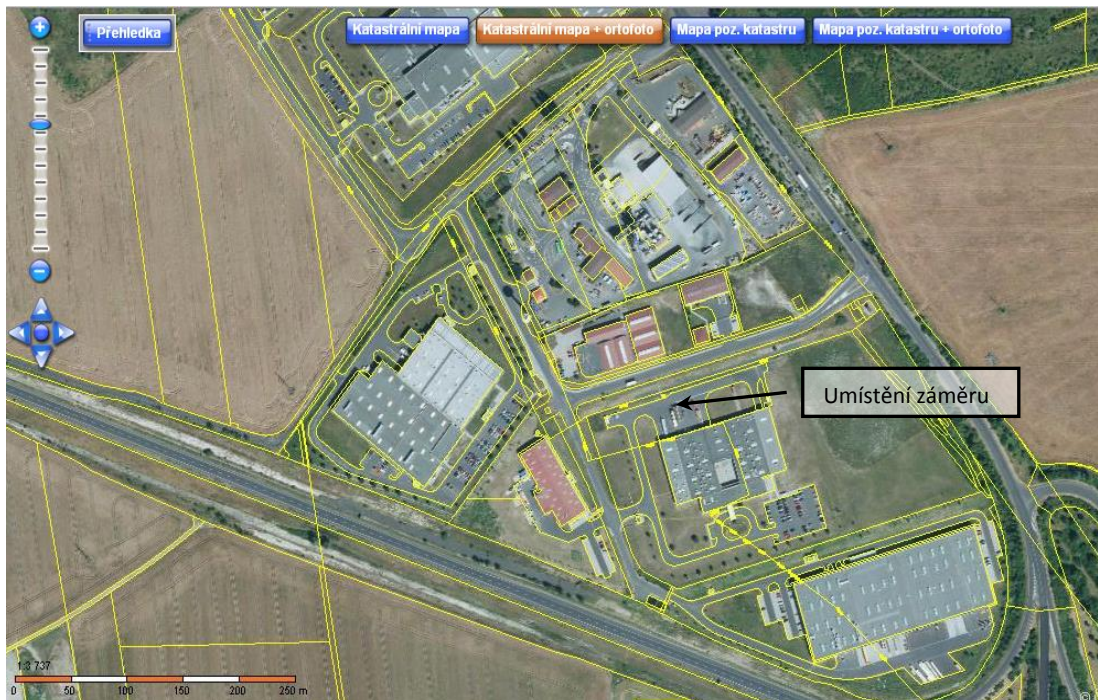 Přehledka
Katastrální mapa
Katastrální mapa + ortofoto
Mapa poz. katastru
Mapa poz. katastru + ortofoto
Umístění záměru
1:3 737
0 50 100 150 200 250 m
©